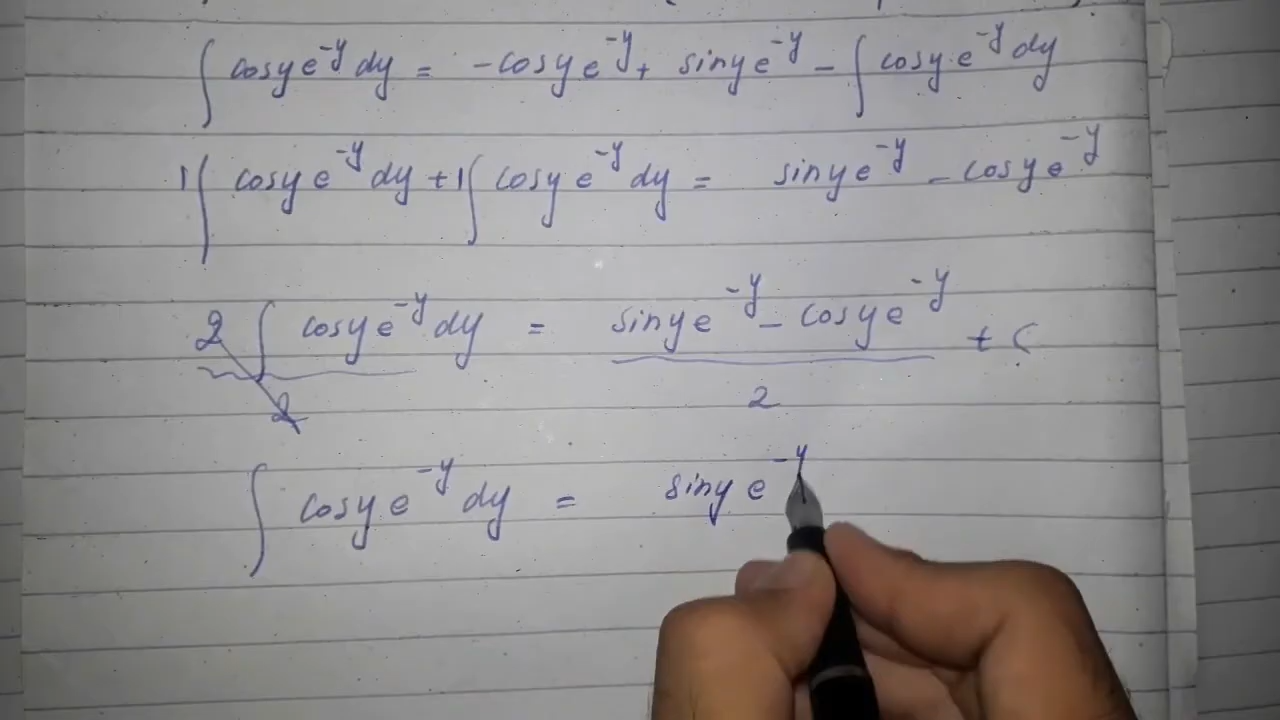 ∫ cosy e^-y dy = -cosy e^-y + siny e^-y - ∫ cosy.e^-y dy
1∫ cosy e^-y dy + 1∫ cosy e^-y dy = siny e^-y - cosy e^-y
2 ∫ cosy e^-y dy = siny e^-y - cosy e^-y + C
2 2
∫ cosy e^-y dy = siny e^-y